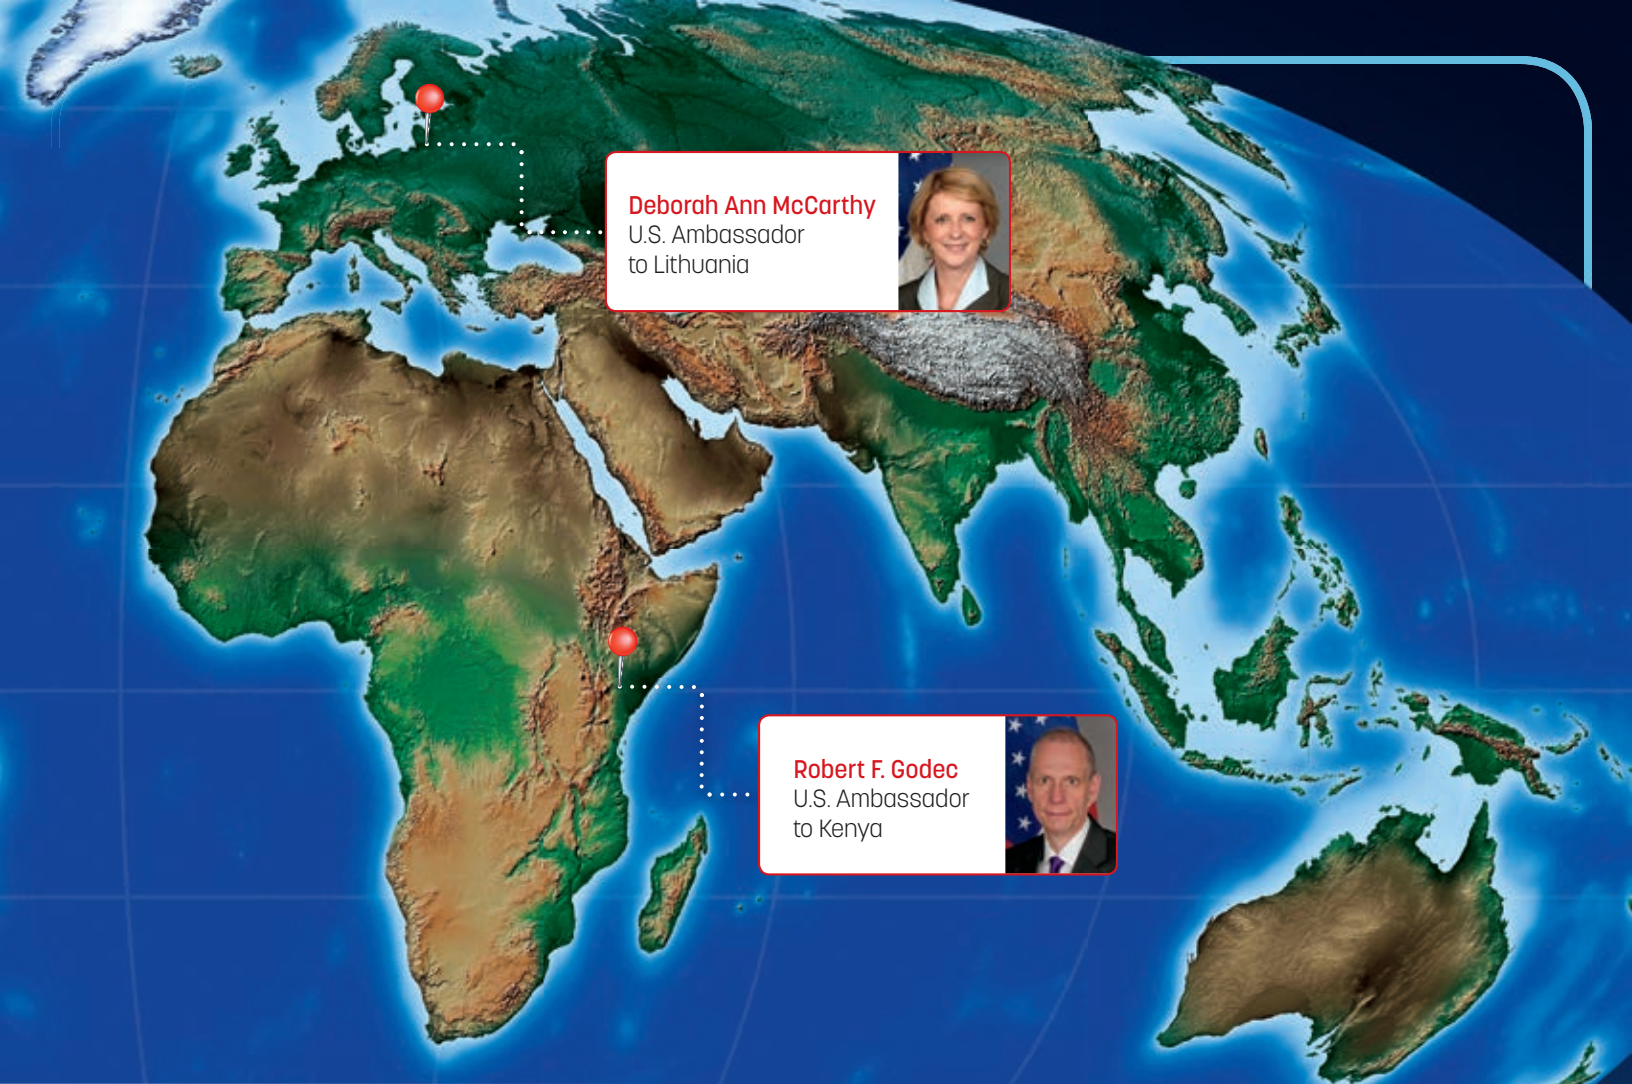 Deborah Ann McCarthy
U.S. Ambassador
to Lithuania
Robert F. Godec
U.S. Ambassador
to Kenya